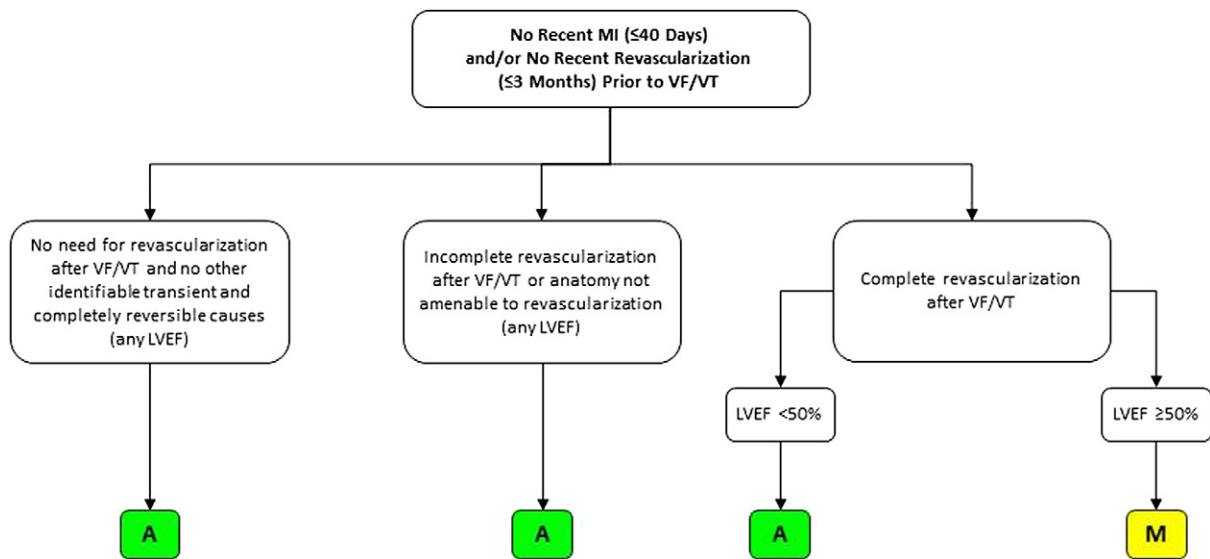 No Recent MI (≤40 Days)
and/or No Recent Revascularization
(≤3 Months) Prior to VF/VT
No need for revascularization
after VF/VT and no other
identifiable transient and
completely reversible causes
(any LVEF)
Incomplete revascularization
after VF/VT or anatomy not
amenable to revascularization
(any LVEF)
Complete revascularization
after VF/VT
LVEF <50%
LVEF ≥50%
A
A
A
M